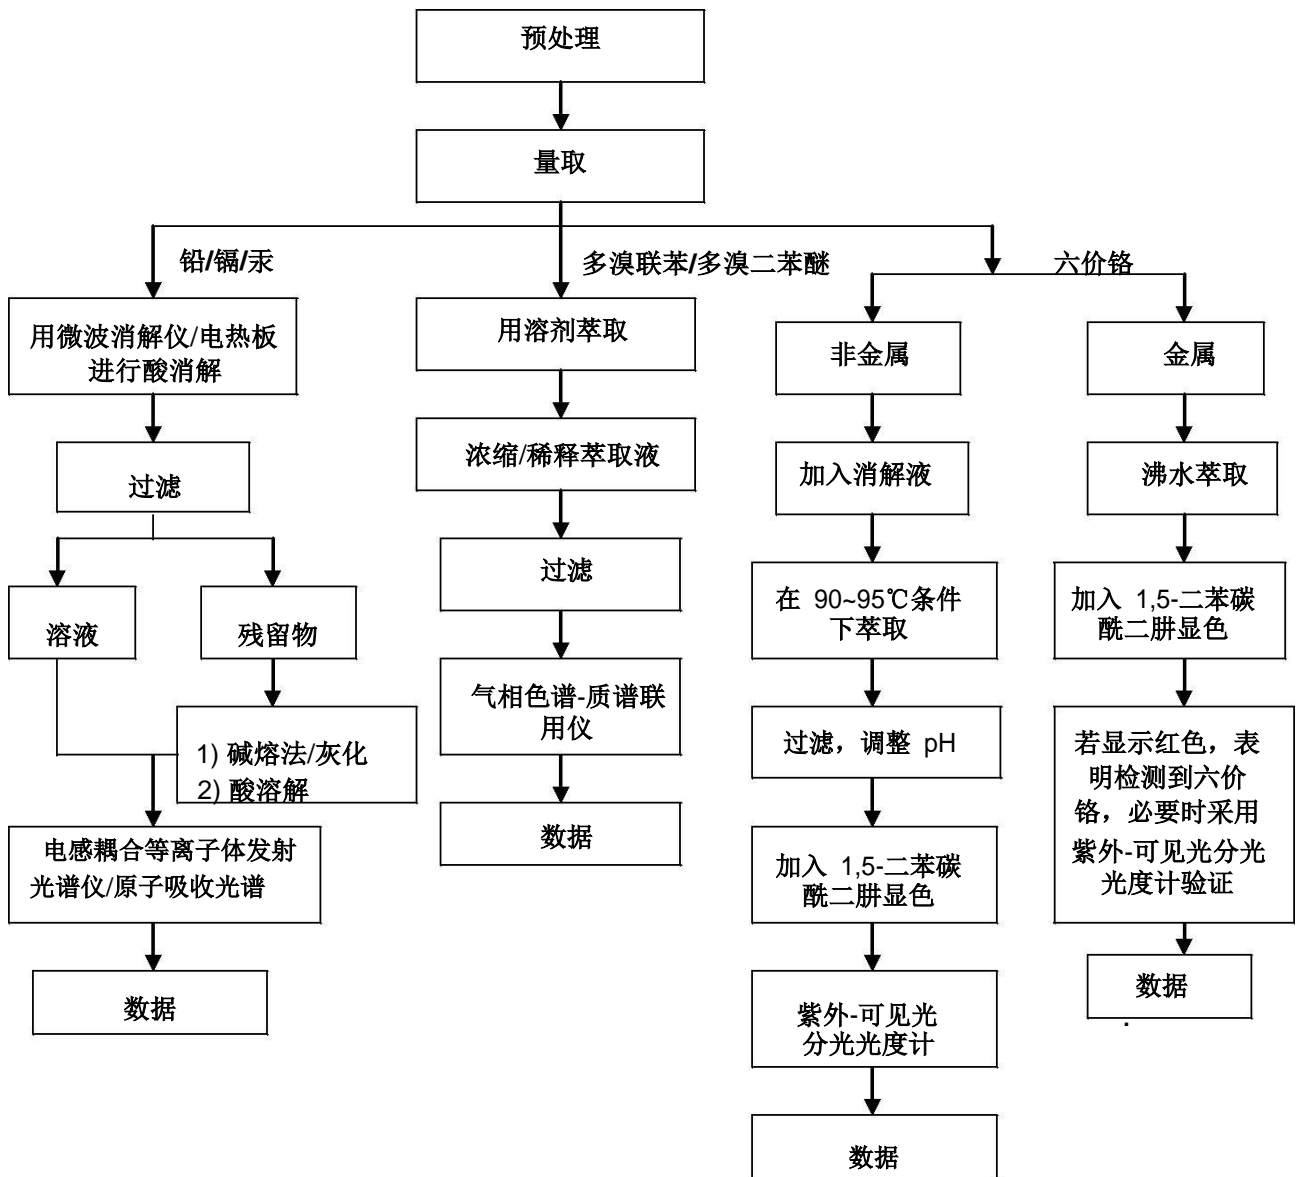 预处理
量取
铅/镉/汞
多溴联苯/多溴二苯醚
六价铬
用微波消解仪/电热板
进行酸消解
过滤
溶液
残留物
1) 碱熔法/灰化
2) 酸溶解
电感耦合等离子体发射
光谱仪/原子吸收光谱
数据
用溶剂萃取
浓缩/稀释萃取液
过滤
气相色谱-质谱联
用仪
数据
非金属
加入消解液
在 90~95℃条件
下萃取
过滤，调整 pH
加入 1,5-二苯碳
酰二肼显色
紫外-可见光
分光光度计
数据
金属
沸水萃取
加入 1,5-二苯碳
酰二肼显色
若显示红色，表
明检测到六价
铬，必要时采用
紫外-可见光分光
光度计验证
数据